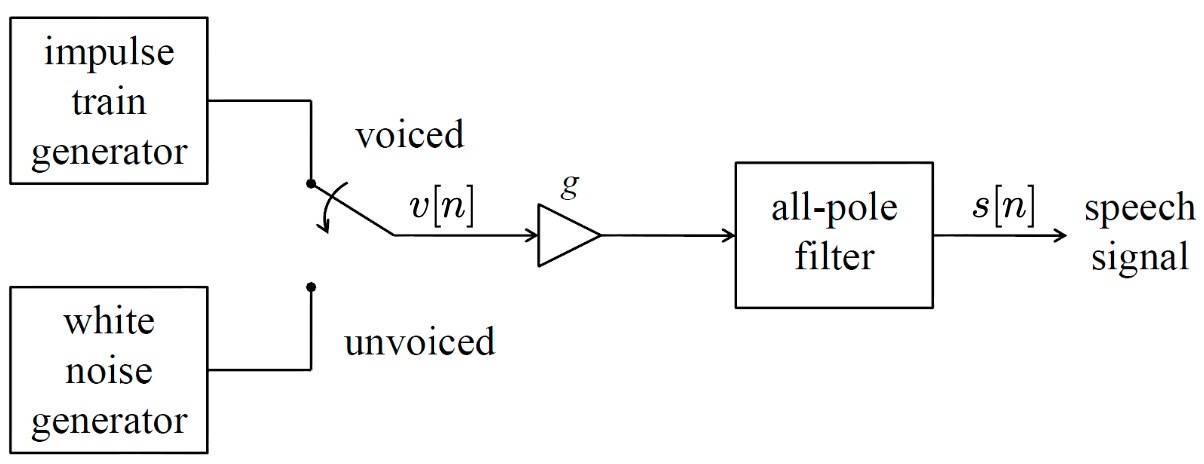 impulse
train
generator
voiced
v[n]
g
all-pole
filter
s[n]
speech
signal
white
noise
generator
unvoiced